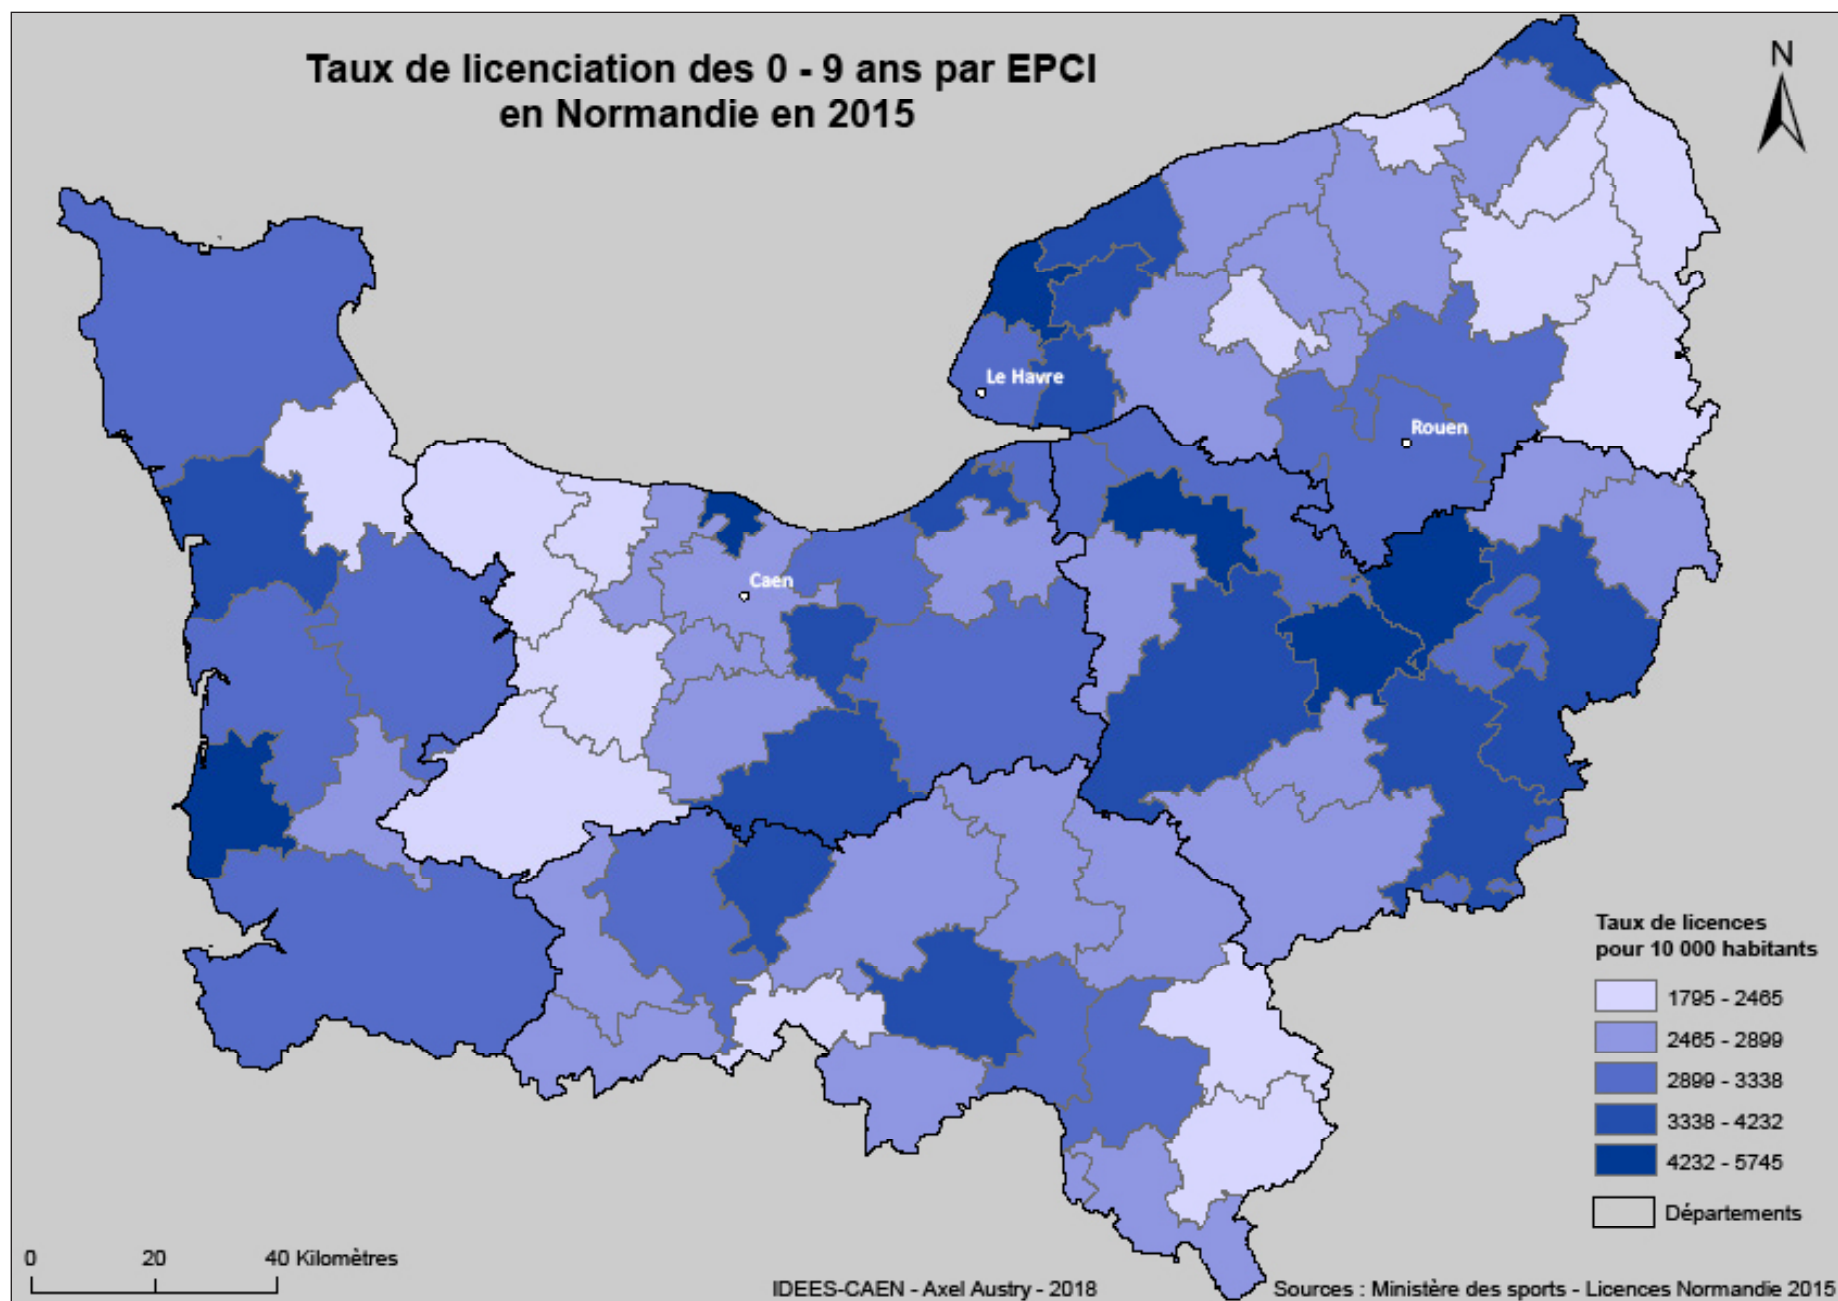 Taux de licenciation des 0 - 9 ans par EPCI
en Normandie en 2015
N
Le Havre
Rouen
Caen
Taux de licences
pour 10 000 habitants
1795 - 2465
2465 - 2899
2899 - 3338
3338 - 4232
4232 - 5745
Départements
0 20 40 Kilomètres
IDEES-CAEN - Axel Austry - 2018
Sources : Ministère des sports - Licences Normandie 2015